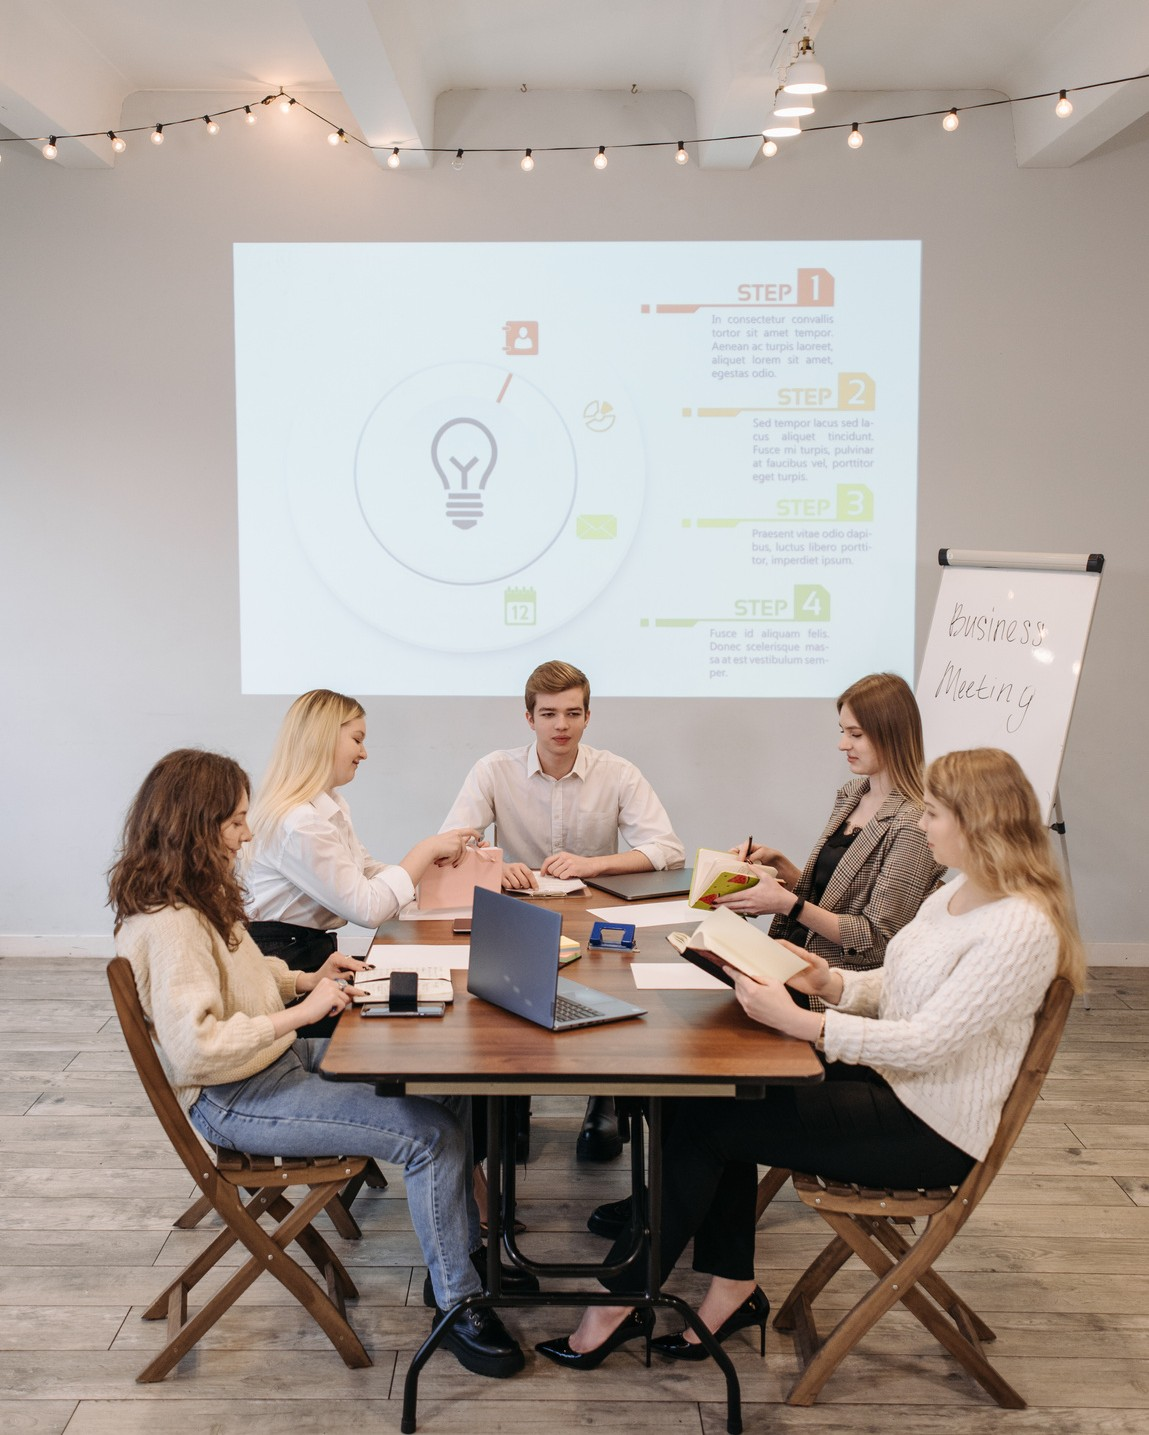 STEP 1
In consectetur convallis
tortor sit amet tempor.
Aenean ac turpis laoreet,
aliquet lorem sit amet,
egestas odio.
STEP 2
Sed tempor lacus sed la-
cus aliquet tincidunt.
Fusce mi turpis, pulvinar
at faucibus vel, porttitor
eget turpis.
STEP 3
Praesent vitae odio dapi-
bus, luctus libero portti-
tor, imperdiet ipsum.
12
STEP 4
Fusce id aliquam felis.
Donec scelerisque mas-
sa at est vestibulum sem-
per.
Business
Meeting